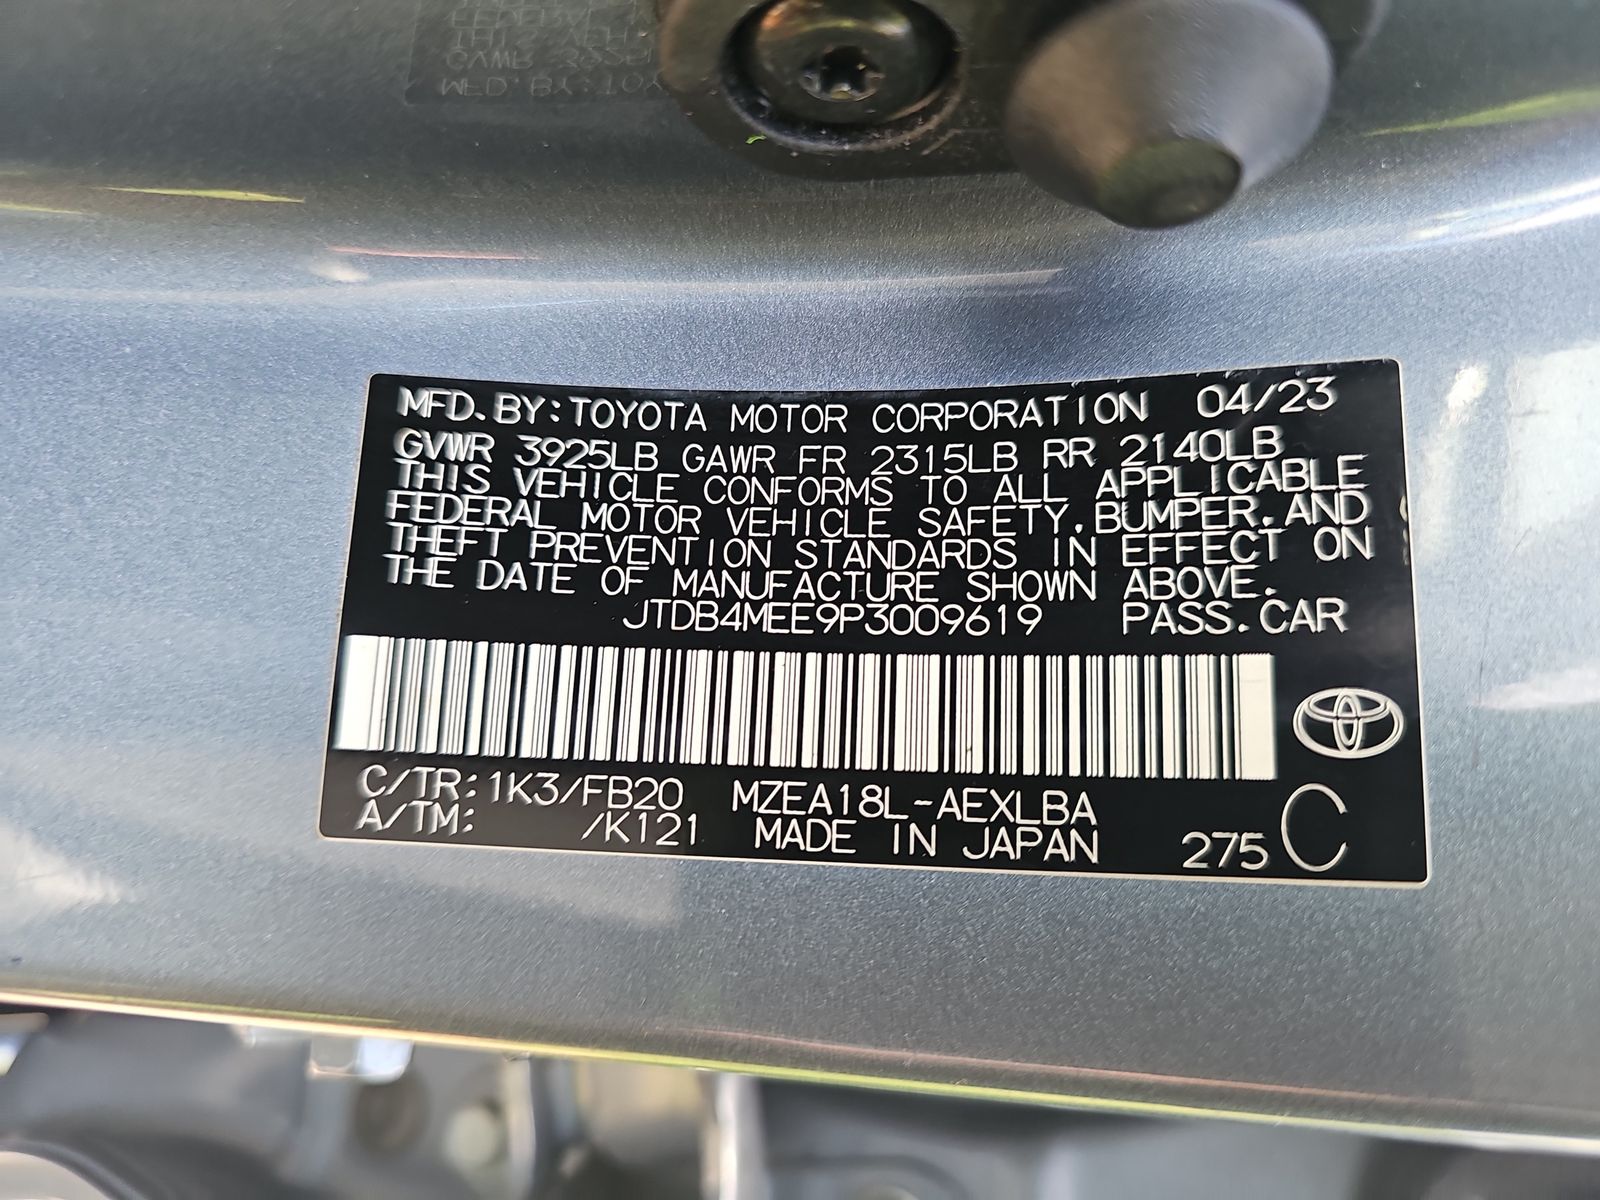 MFD.BY:TOYOTA MOTOR CORPORATION 04/23
GVWR 3925LB GAWR FR 2315LB RR 2140LB
THIS VEHICLE CONFORMS TO ALL APPLICABLE
FEDERAL MOTOR VEHICLE SAFETY,BUMPER,AND
THEFT PREVENTION STANDARDS IN EFFECT ON
THE DATE OF MANUFACTURE SHOWN ABOVE.
JTDB4MEE9P3009619 PASS.CAR
C/TR:1K3/FB20 MZEA18L-AEXLBA
A/TM: /K121 MADE IN JAPAN 275 C